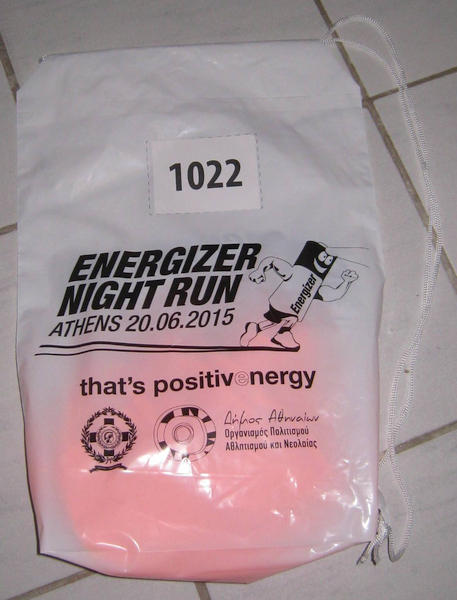 1022
ENERGIZER
NIGHT RUN
ATHENS 20.06.2015
Energizer
that's positivenergy
Δήμος Αθηναίων
Οργανισμός Πολιτισμού
Αθλητισμού και Νεολαίας